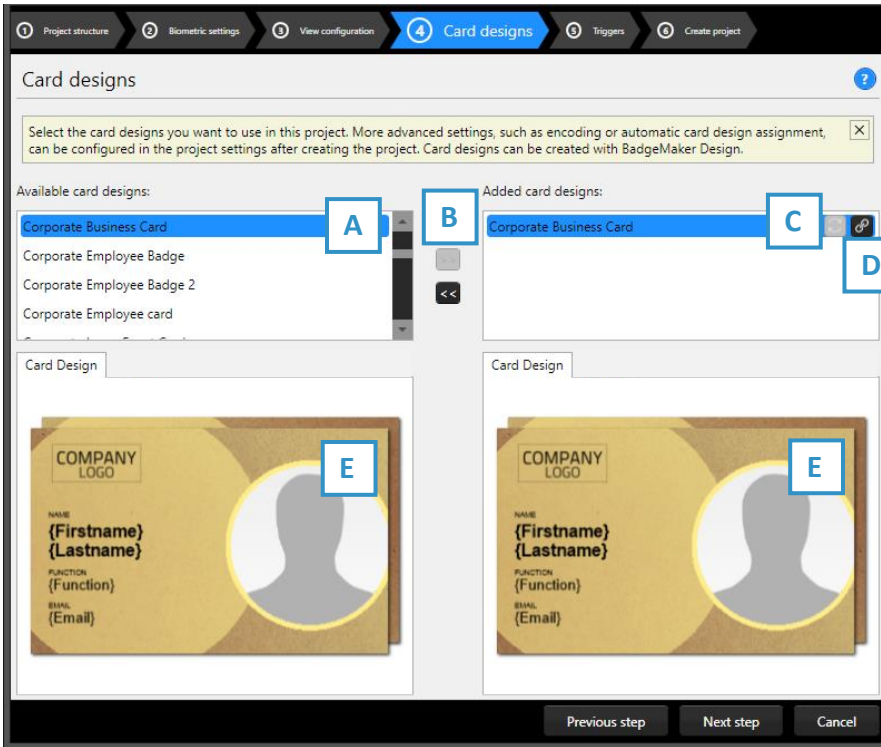 1 Project structure 2 Biometric settings 3 View configuration 4 Card designs 5 Triggers 6 Create project
Card designs ?
Select the card designs you want to use in this project. More advanced settings, such as encoding or automatic card design assignment,
can be configured in the project settings after creating the project. Card designs can be created with BadgeMaker Design.
Available card designs:
Added card designs:
Corporate Business Card
A
B
Corporate Business Card
C
D
Corporate Employee Badge
>>
Corporate Employee Badge 2
<<
Corporate Employee card
Card Design
Card Design
COMPANY
LOGO
E
NAME
{Firstname}
{Lastname}
FUNCTION
{Function}
EMAIL
{Email}
COMPANY
LOGO
E
NAME
{Firstname}
{Lastname}
FUNCTION
{Function}
EMAIL
{Email}
Previous step Next step Cancel